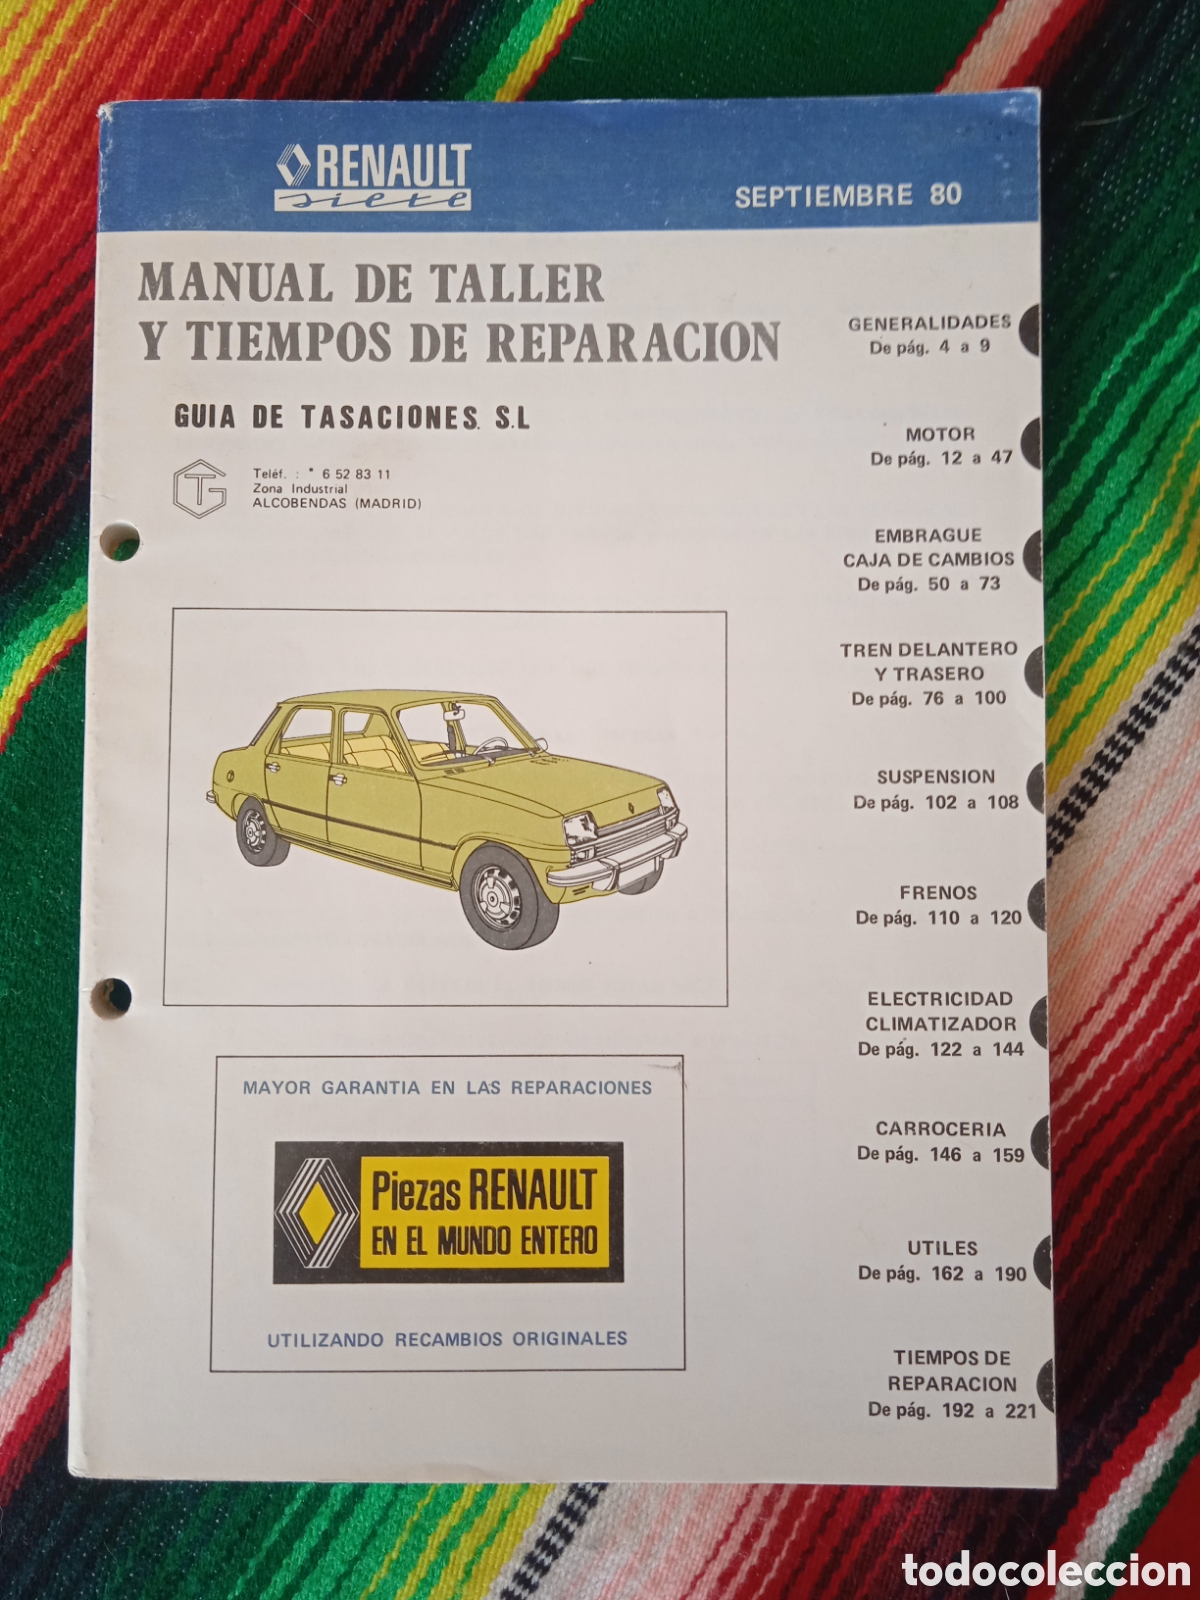 RENAULT
siete
SEPTIEMBRE 80
MANUAL DE TALLER
Y TIEMPOS DE REPARACION
GUIA DE TASACIONES. S.L
TG
Teléf. : * 6 52 83 11
Zona Industrial
ALCOBENDAS (MADRID)
GENERALIDADES
De pág. 4 a 9
MOTOR
De pág. 12 a 47
EMBRAGUE
CAJA DE CAMBIOS
De pág. 50 a 73
TREN DELANTERO
Y TRASERO
De pág. 76 a 100
SUSPENSION
De pág. 102 a 108
FRENOS
De pág. 110 a 120
ELECTRICIDAD
CLIMATIZADOR
De pág. 122 a 144
CARROCERIA
De pág. 146 a 159
UTILES
De pág. 162 a 190
TIEMPOS DE
REPARACION
De pág. 192 a 221
MAYOR GARANTIA EN LAS REPARACIONES
Piezas RENAULT
EN EL MUNDO ENTERO
UTILIZANDO RECAMBIOS ORIGINALES
todocoleccion